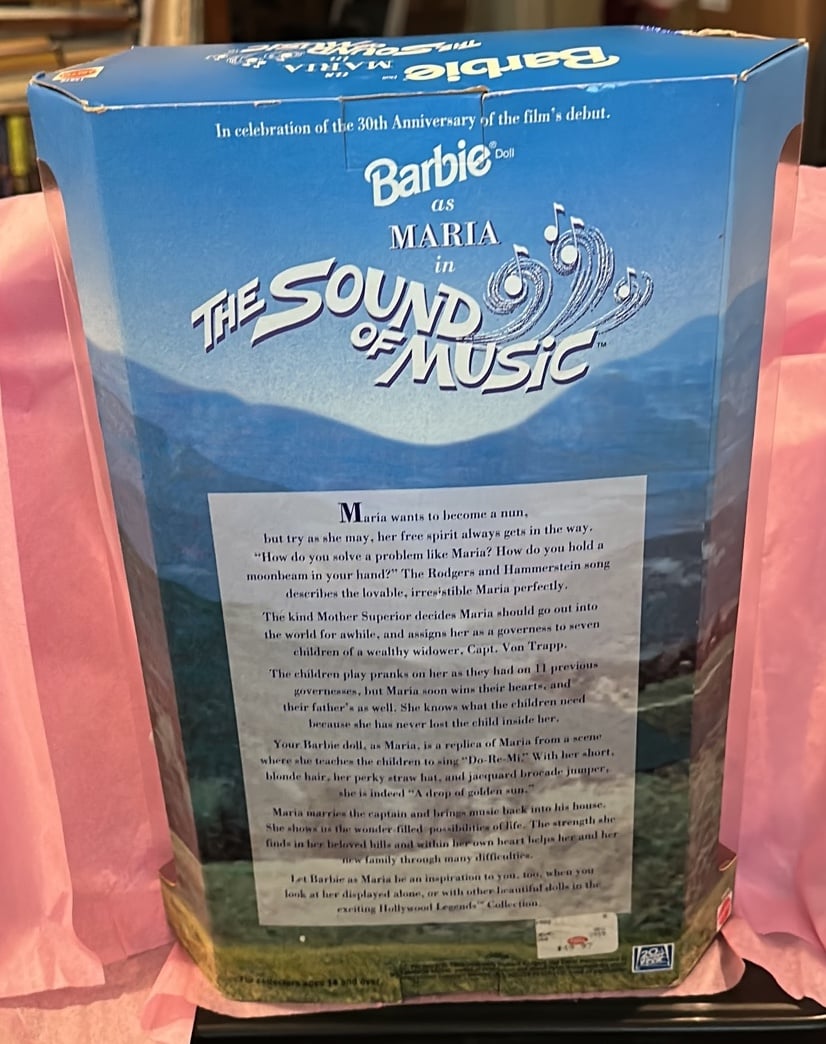 Barbie
MARIA
THE SOUND
MUSIC
In celebration of the 30th Anniversary of the film's debut.
Barbie® Doll
as
MARIA
in
THE SOUND
OF
MUSIC™
Maria wants to become a nun,
but try as she may, her free spirit always gets in the way.
“How do you solve a problem like Maria? How do you hold a
moonbeam in your hand?” The Rodgers and Hammerstein song
describes the lovable, irresistible Maria perfectly.
The kind Mother Superior decides Maria should go out into
the world for awhile, and assigns her as a governess to seven
children of a wealthy widower, Capt. Von Trapp.
The children play pranks on her as they had on 11 previous
governesses, but Maria soon wins their hearts, and
their father's as well. She knows what the children need
because she has never lost the child inside her.
Your Barbie doll, as Maria, is a replica of Maria from a scene
where she teaches the children to sing “Do-Re-Mi.” With her short,
blonde hair, her perky straw hat, and jacquard brocade jumper,
she is indeed “A drop of golden sun.”
Maria marries the captain and brings music back into his house.
She shows us the wonder-filled possibilities of life. The strength she
finds in her beloved hills and within her own heart helps her and her
new family through many difficulties.
Let Barbie as Maria be an inspiration to you, too, when you
look at her displayed alone, or with other beautiful dolls in the
exciting Hollywood Legends™ Collection.
For collectors ages 14 and over.